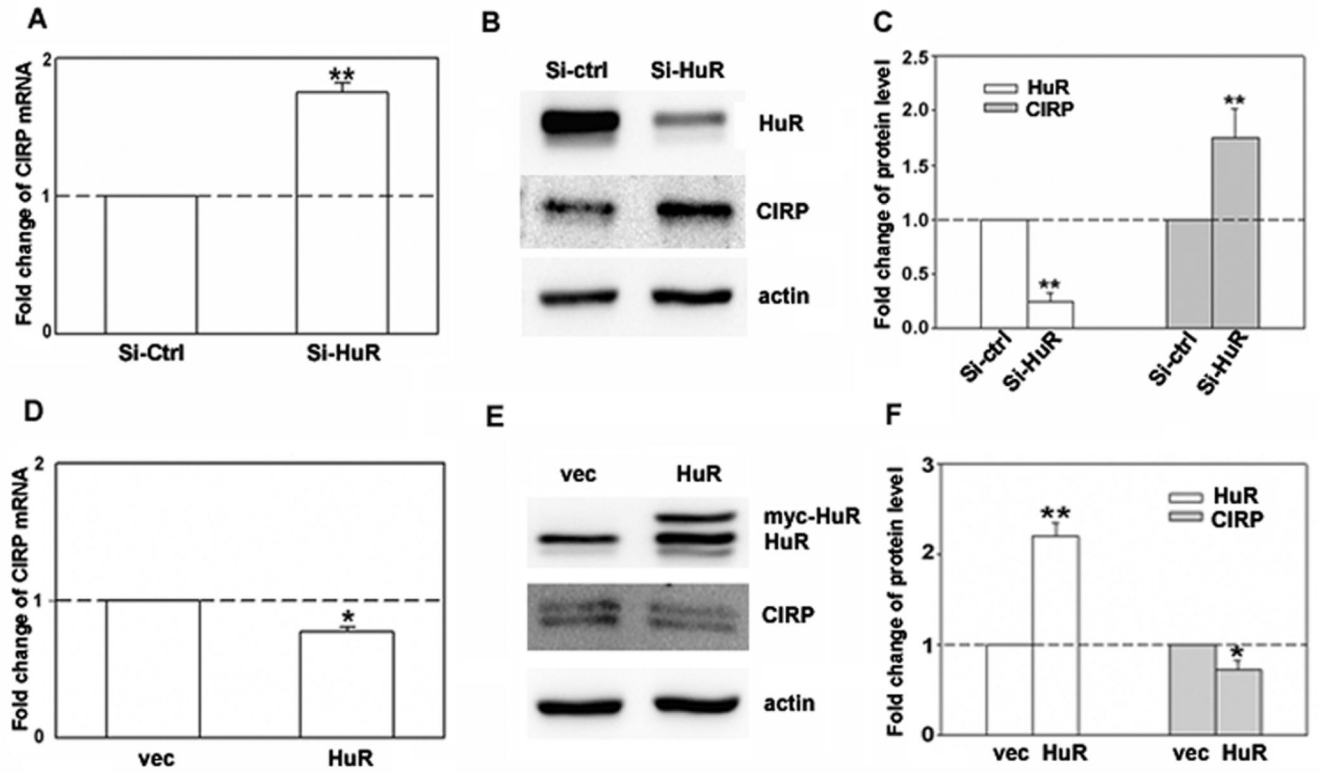 A
Fold change of CIRP mRNA
2
1
0
**
Si-Ctrl
Si-HuR
B
Si-ctrl
Si-HuR
HuR
CIRP
actin
C
Fold change of protein level
2.5
2.0
1.5
1.0
0.5
0.0
HuR
CIRP
**
**
Si-ctrl
Si-HuR
Si-ctrl
Si-HuR
D
Fold change of CIRP mRNA
2
1
0
*
vec
HuR
E
vec
HuR
myc-HuR
HuR
CIRP
actin
F
Fold change of protein level
3
2
1
0
HuR
CIRP
**
*
vec HuR
vec HuR